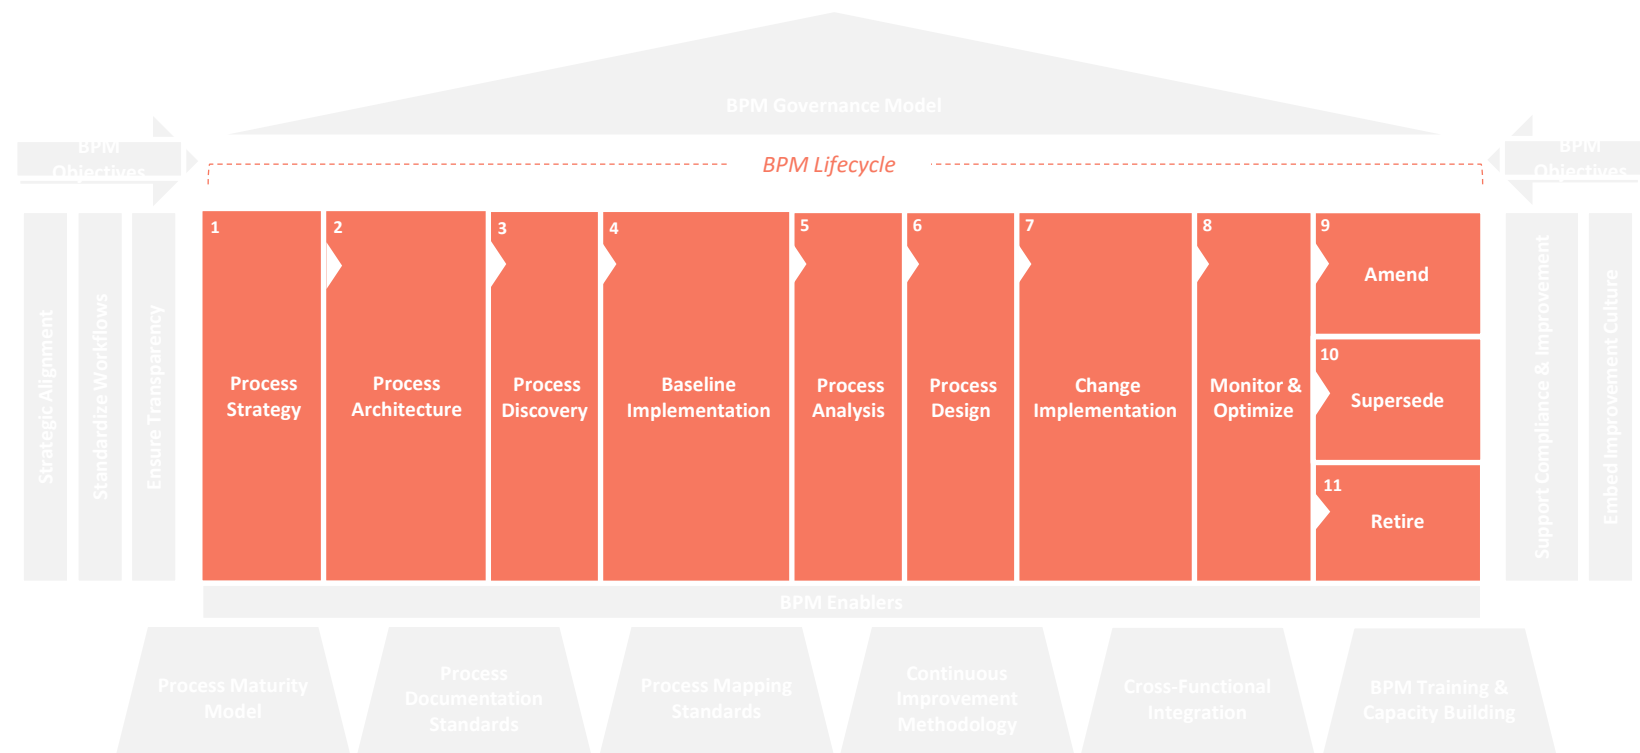 BPM Governance Model
BPM
Objectives
BPM Lifecycle
BPM
Objectives
Strategic Alignment
Standardize Workflows
Ensure Transparency
1
Process
Strategy
2
Process
Architecture
3
Process
Discovery
4
Baseline
Implementation
5
Process
Analysis
6
Process
Design
7
Change
Implementation
8
Monitor &
Optimize
9
Amend
10
Supersede
11
Retire
Support Compliance & Improvement
Embed Improvement Culture
BPM Enablers
Process Maturity
Model
Process
Documentation
Standards
Process Mapping
Standards
Continuous
Improvement
Methodology
Cross-Functional
Integration
BPM Training &
Capacity Building